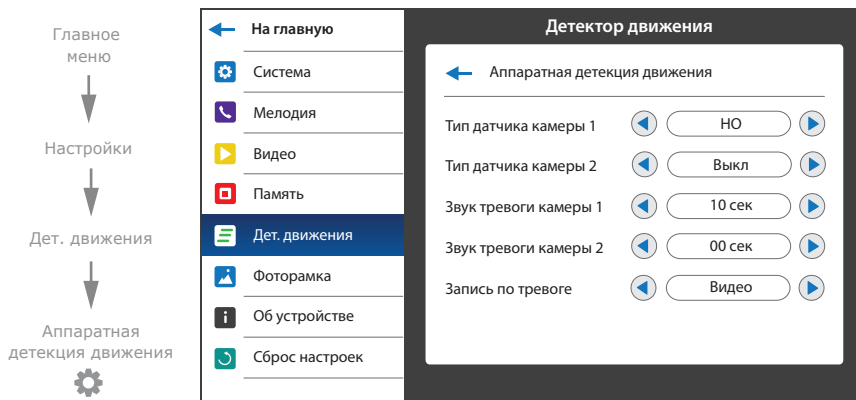 Главное
меню
Настройки
Дет. движения
Аппаратная
детекция движения
На главную
Система
Мелодия
Видео
Память
Дет. движения
Фоторамка
Об устройстве
Сброс настроек
Детектор движения
Аппаратная детекция движения
Тип датчика камеры 1 НО
Тип датчика камеры 2 Выкл
Звук тревоги камеры 1 10 сек
Звук тревоги камеры 2 00 сек
Запись по тревоге Видео